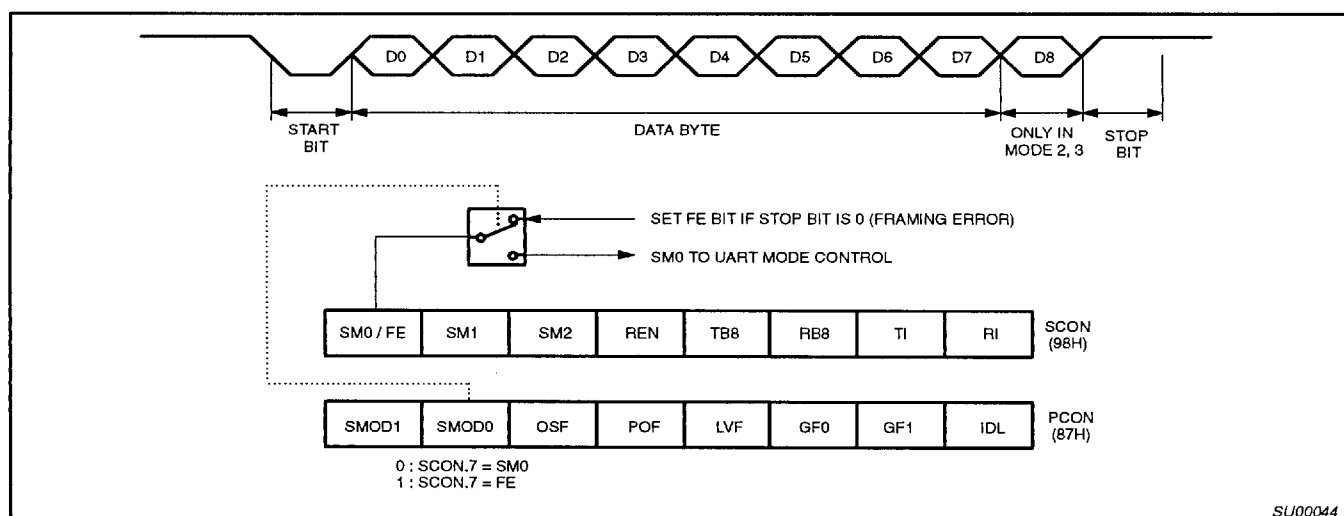 D0 D1 D2 D3 D4 D5 D6 D7 D8
START BIT
DATA BYTE
ONLY IN MODE 2, 3
STOP BIT
SET FE BIT IF STOP BIT IS 0 (FRAMING ERROR)
SM0 TO UART MODE CONTROL
SM0 / FE SM1 SM2 REN TB8 RB8 TI RI
SCON (98H)
SMOD1 SMOD0 OSF POF LVF GF0 GF1 IDL
PCON (87H)
0 : SCON.7 = SM0
1 : SCON.7 = FE
SU00044